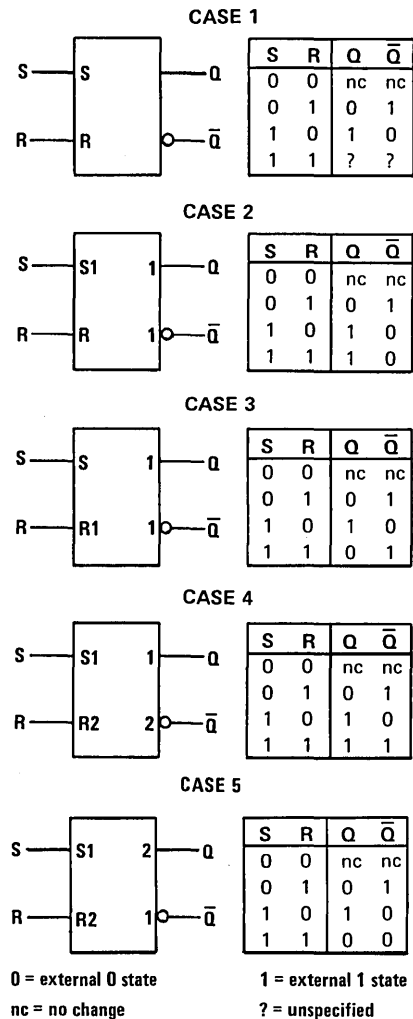 CASE 1
S S Q
R R Q̅
S R Q Q̅
0 0 nc nc
0 1 0 1
1 0 1 0
1 1 ? ?
CASE 2
S S1 1 Q
R R 1 Q̅
S R Q Q̅
0 0 nc nc
0 1 0 1
1 0 1 0
1 1 1 0
CASE 3
S S 1 Q
R R1 1 Q̅
S R Q Q̅
0 0 nc nc
0 1 0 1
1 0 1 0
1 1 0 1
CASE 4
S S1 1 Q
R R2 2 Q̅
S R Q Q̅
0 0 nc nc
0 1 0 1
1 0 1 0
1 1 1 1
CASE 5
S S1 2 Q
R R2 1 Q̅
S R Q Q̅
0 0 nc nc
0 1 0 1
1 0 1 0
1 1 0 0
0 = external 0 state 1 = external 1 state
nc = no change ? = unspecified